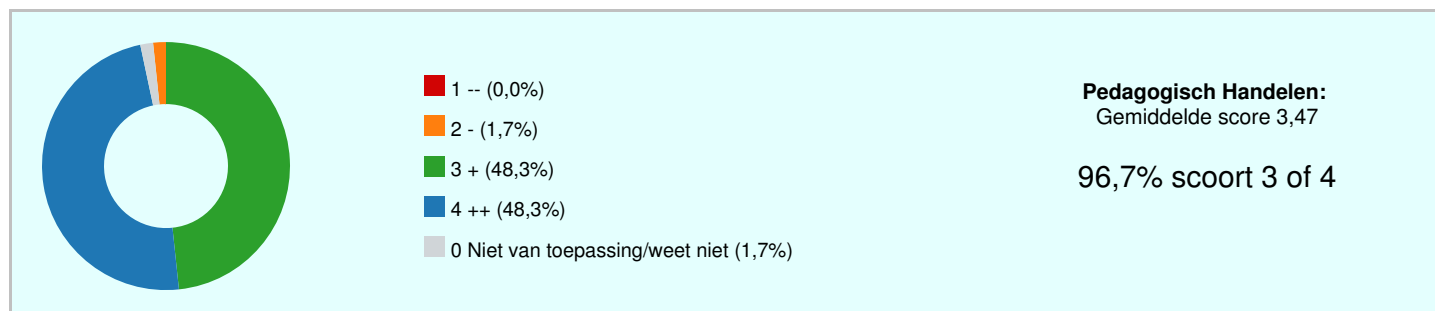 1 -- (0,0%)
2 - (1,7%)
3 + (48,3%)
4 ++ (48,3%)
0 Niet van toepassing/weet niet (1,7%)
Pedagogisch Handelen:
Gemiddelde score 3,47
96,7% scoort 3 of 4